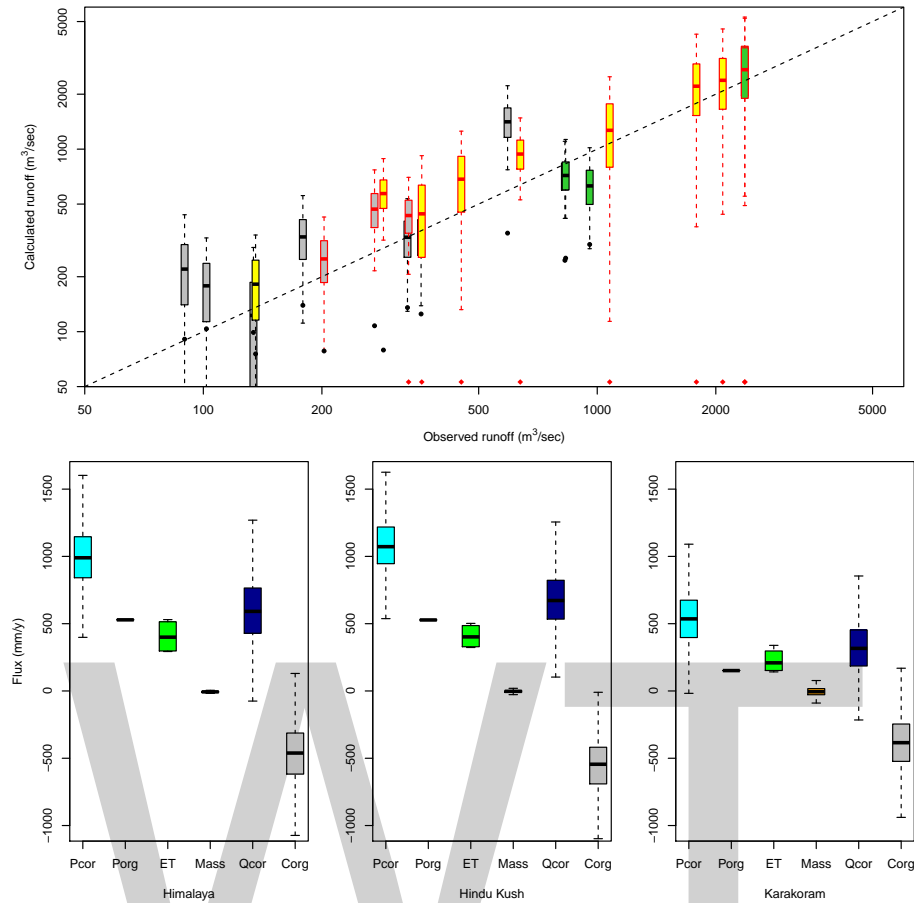 5000
2000
1000
500
200
100
50
Calculated runoff (m³/sec)
50 100 200 500 1000 2000 5000
Observed runoff (m³/sec)
Flux (mm/y)
1500
1000
500
0
−500
−1000
Pcor Porg ET Mass Qcor Corg
Himalaya
1500
1000
500
0
−500
−1000
Pcor Porg ET Mass Qcor Corg
Hindu Kush
1500
1000
500
0
−500
−1000
Pcor Porg ET Mass Qcor Corg
Karakoram